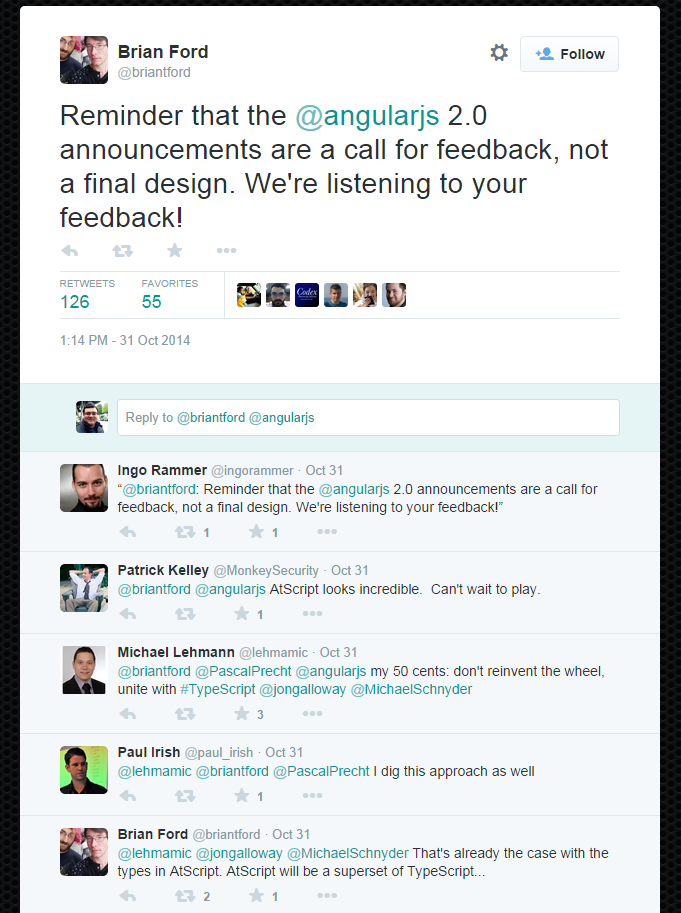 Brian Ford
@briantford
Follow
Reminder that the @angularjs 2.0
announcements are a call for feedback, not
a final design. We're listening to your
feedback!
RETWEETS FAVORITES
126 55
Codex
1:14 PM - 31 Oct 2014
Reply to @briantford @angularjs
Ingo Rammer @ingorammer · Oct 31
“@briantford: Reminder that the @angularjs 2.0 announcements are a call for
feedback, not a final design. We're listening to your feedback!”
1 1
Patrick Kelley @MonkeySecurity · Oct 31
@briantford @angularjs AtScript looks incredible.  Can't wait to play.
1
Michael Lehmann @lehmamic · Oct 31
@briantford @PascalPrecht @angularjs my 50 cents: don't reinvent the wheel,
unite with #TypeScript @jongalloway @MichaelSchnyder
3
Paul Irish @paul_irish · Oct 31
@lehmamic @briantford @PascalPrecht I dig this approach as well
1
Brian Ford @briantford · Oct 31
@lehmamic @jongalloway @MichaelSchnyder That's already the case with the
types in AtScript. AtScript will be a superset of TypeScript...
2 1